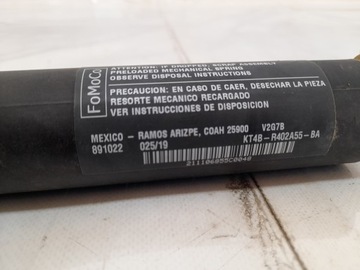 FoMoCo
ATTENTION: IF DROPPED, SCRAP ASSEMBLY
PRELOADED MECHANICAL SPRING
OBSERVE DISPOSAL INSTRUCTIONS
PRECAUCION: EN CASO DE CAER, DESECHAR LA PIEZA
RESORTE MECANICO RECARGADO
VER INSTRUCCIONES DE DISPOSICION
MEXICO - RAMOS ARIZPE, COAH 25900 V2G7B
891022 025/19 KT4B- R402A55- BA
211106855C0040